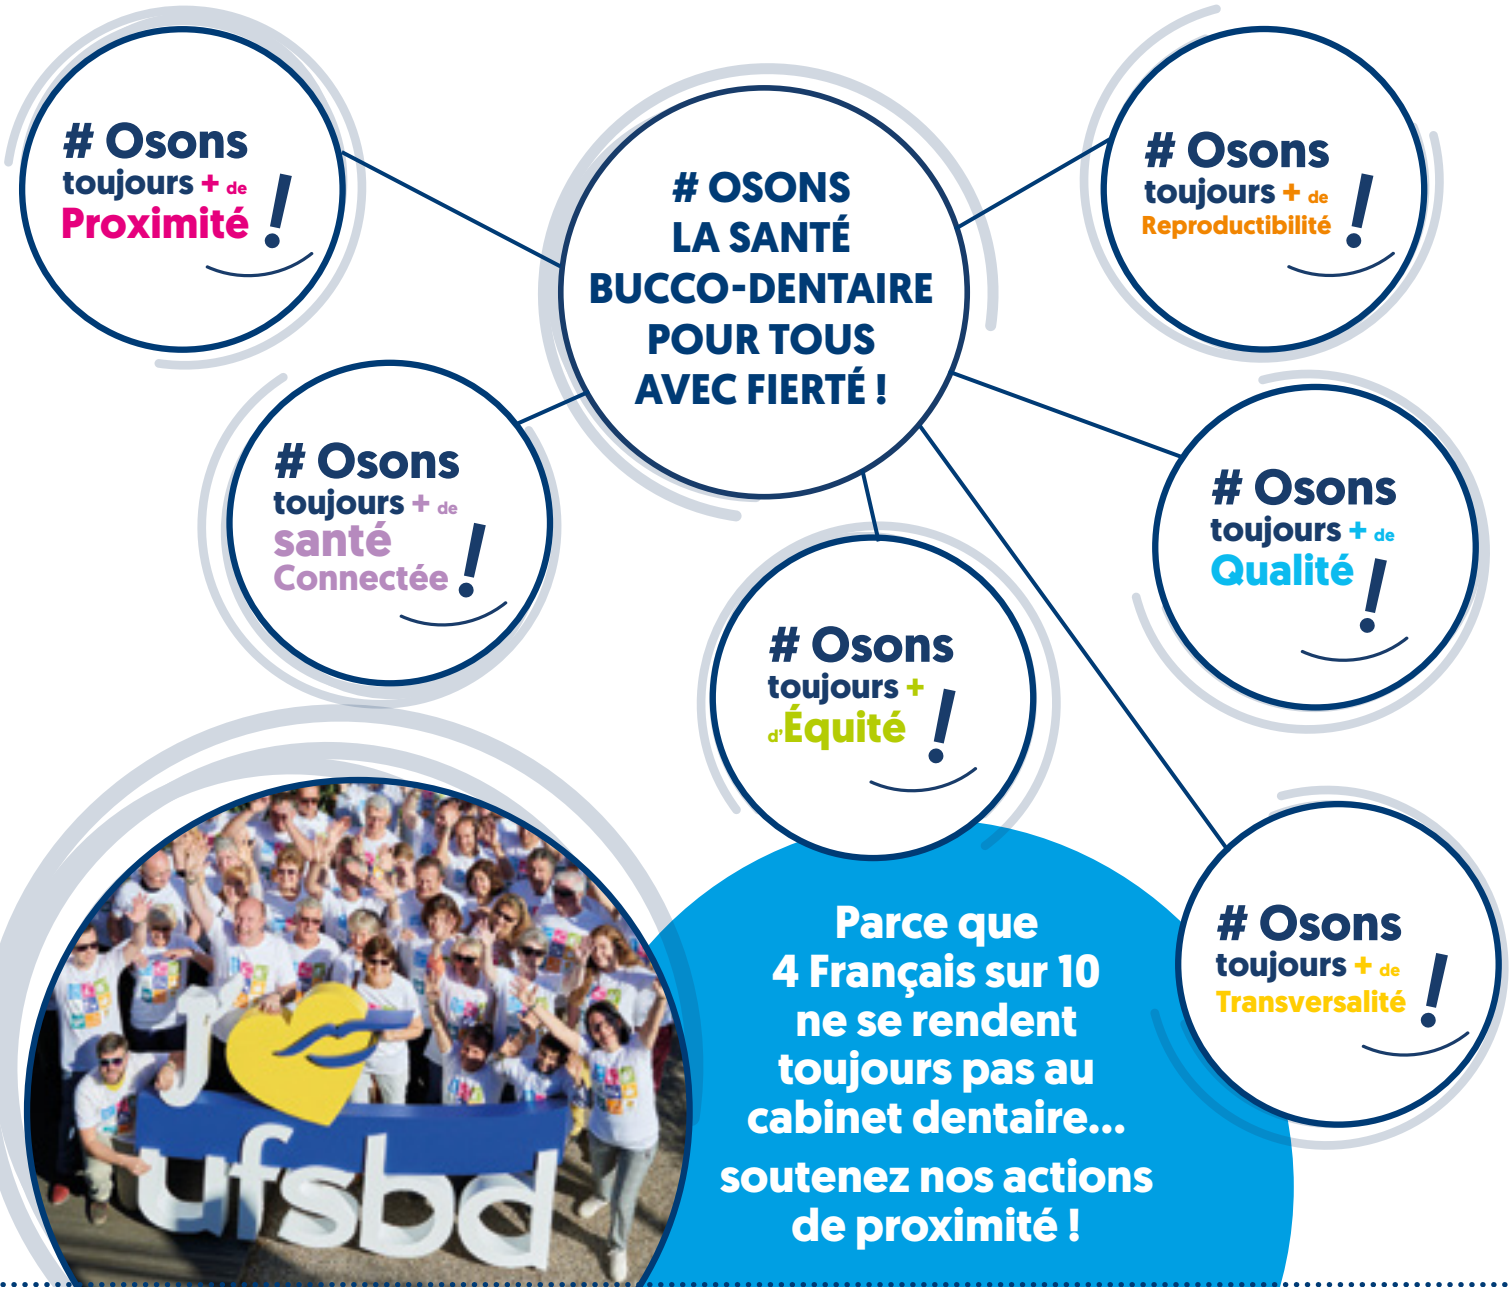 # Osons
toujours + de
Proximité !
# OSONS
LA SANTÉ
BUCCO-DENTAIRE
POUR TOUS
AVEC FIERTÉ !
# Osons
toujours + de
Reproductibilité !
# Osons
toujours + de
santé
Connectée !
# Osons
toujours + de
Qualité !
# Osons
toujours +
d'Équité !
# Osons
toujours + de
Transversalité !
Parce que
4 Français sur 10
ne se rendent
toujours pas au
cabinet dentaire...
soutenez nos actions
de proximité !
J'
ufsbd